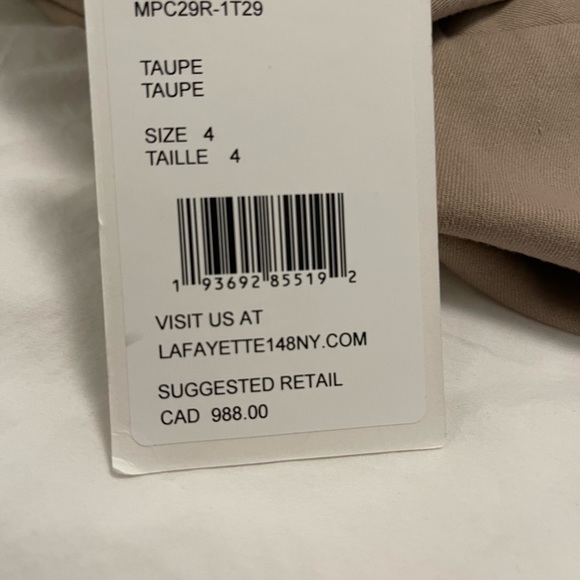 MPC29R-1T29
TAUPE
TAUPE
SIZE 4
TAILLE 4
1 93692 85519 2
VISIT US AT
LAFAYETTE148NY.COM
SUGGESTED RETAIL
CAD 988.00